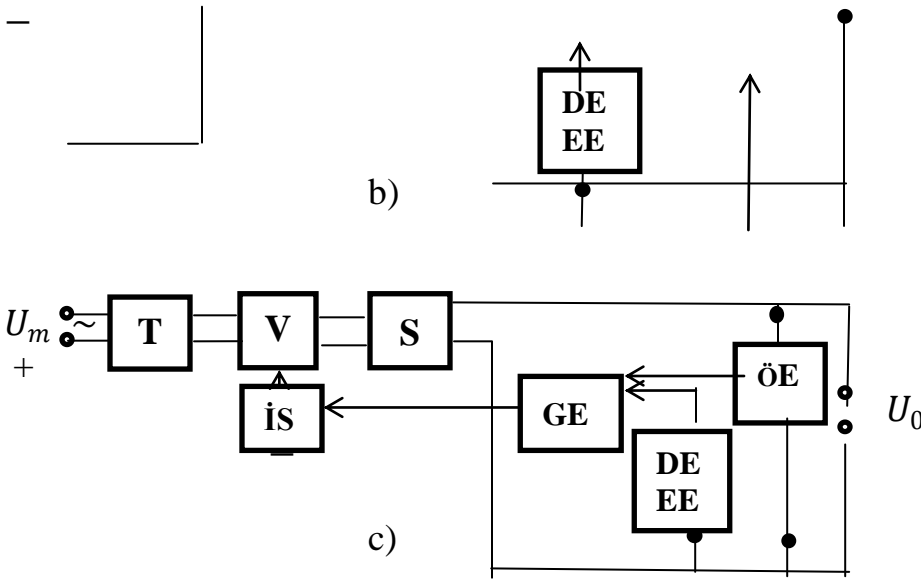 −
DE
EE
b)
U_m ~ T V S
+
ÖE
İS GE U_0
DE
EE
c)